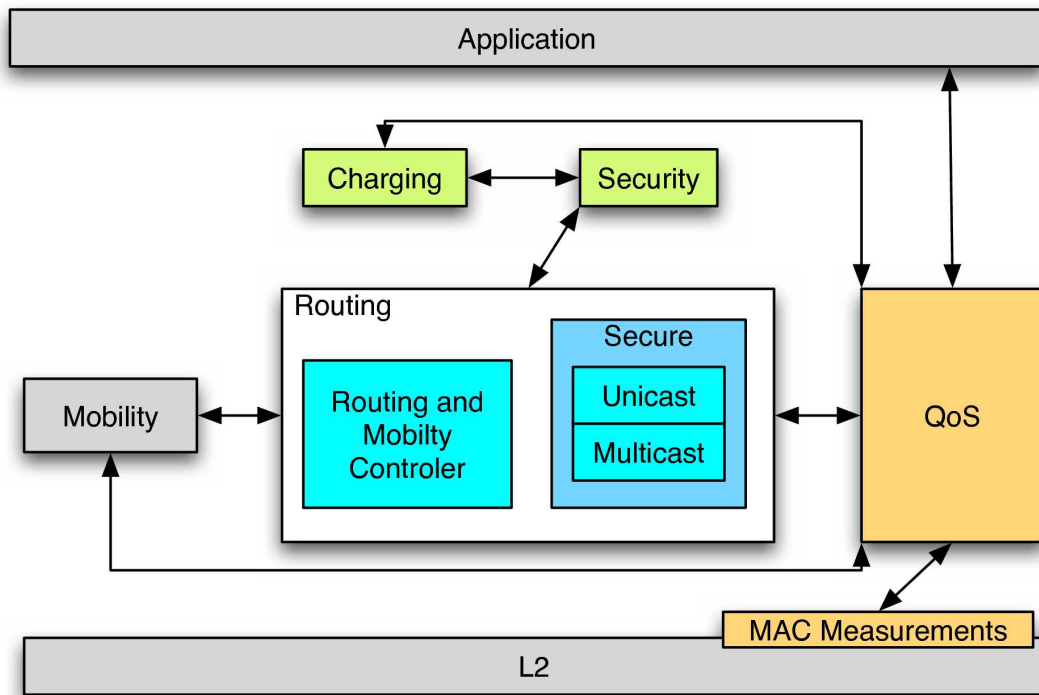 Application
Charging
Security
Routing
Secure
Routing and
Mobilty
Controler
Unicast
Multicast
Mobility
QoS
MAC Measurements
L2